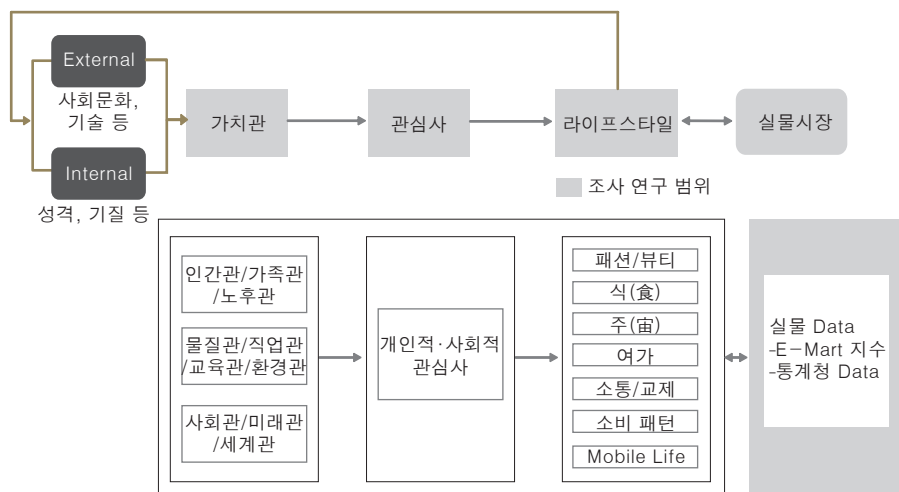 External
사회문화,
기술 등
Internal
성격, 기질 등
가치관
관심사
라이프스타일
실물시장
조사 연구 범위
인간관/가족관
/노후관
물질관/직업관
/교육관/환경관
사회관/미래관
/세계관
개인적·사회적
관심사
패션/뷰티
식(食)
주(宙)
여가
소통/교제
소비 패턴
Mobile Life
실물 Data
-E-Mart 지수
-통계청 Data